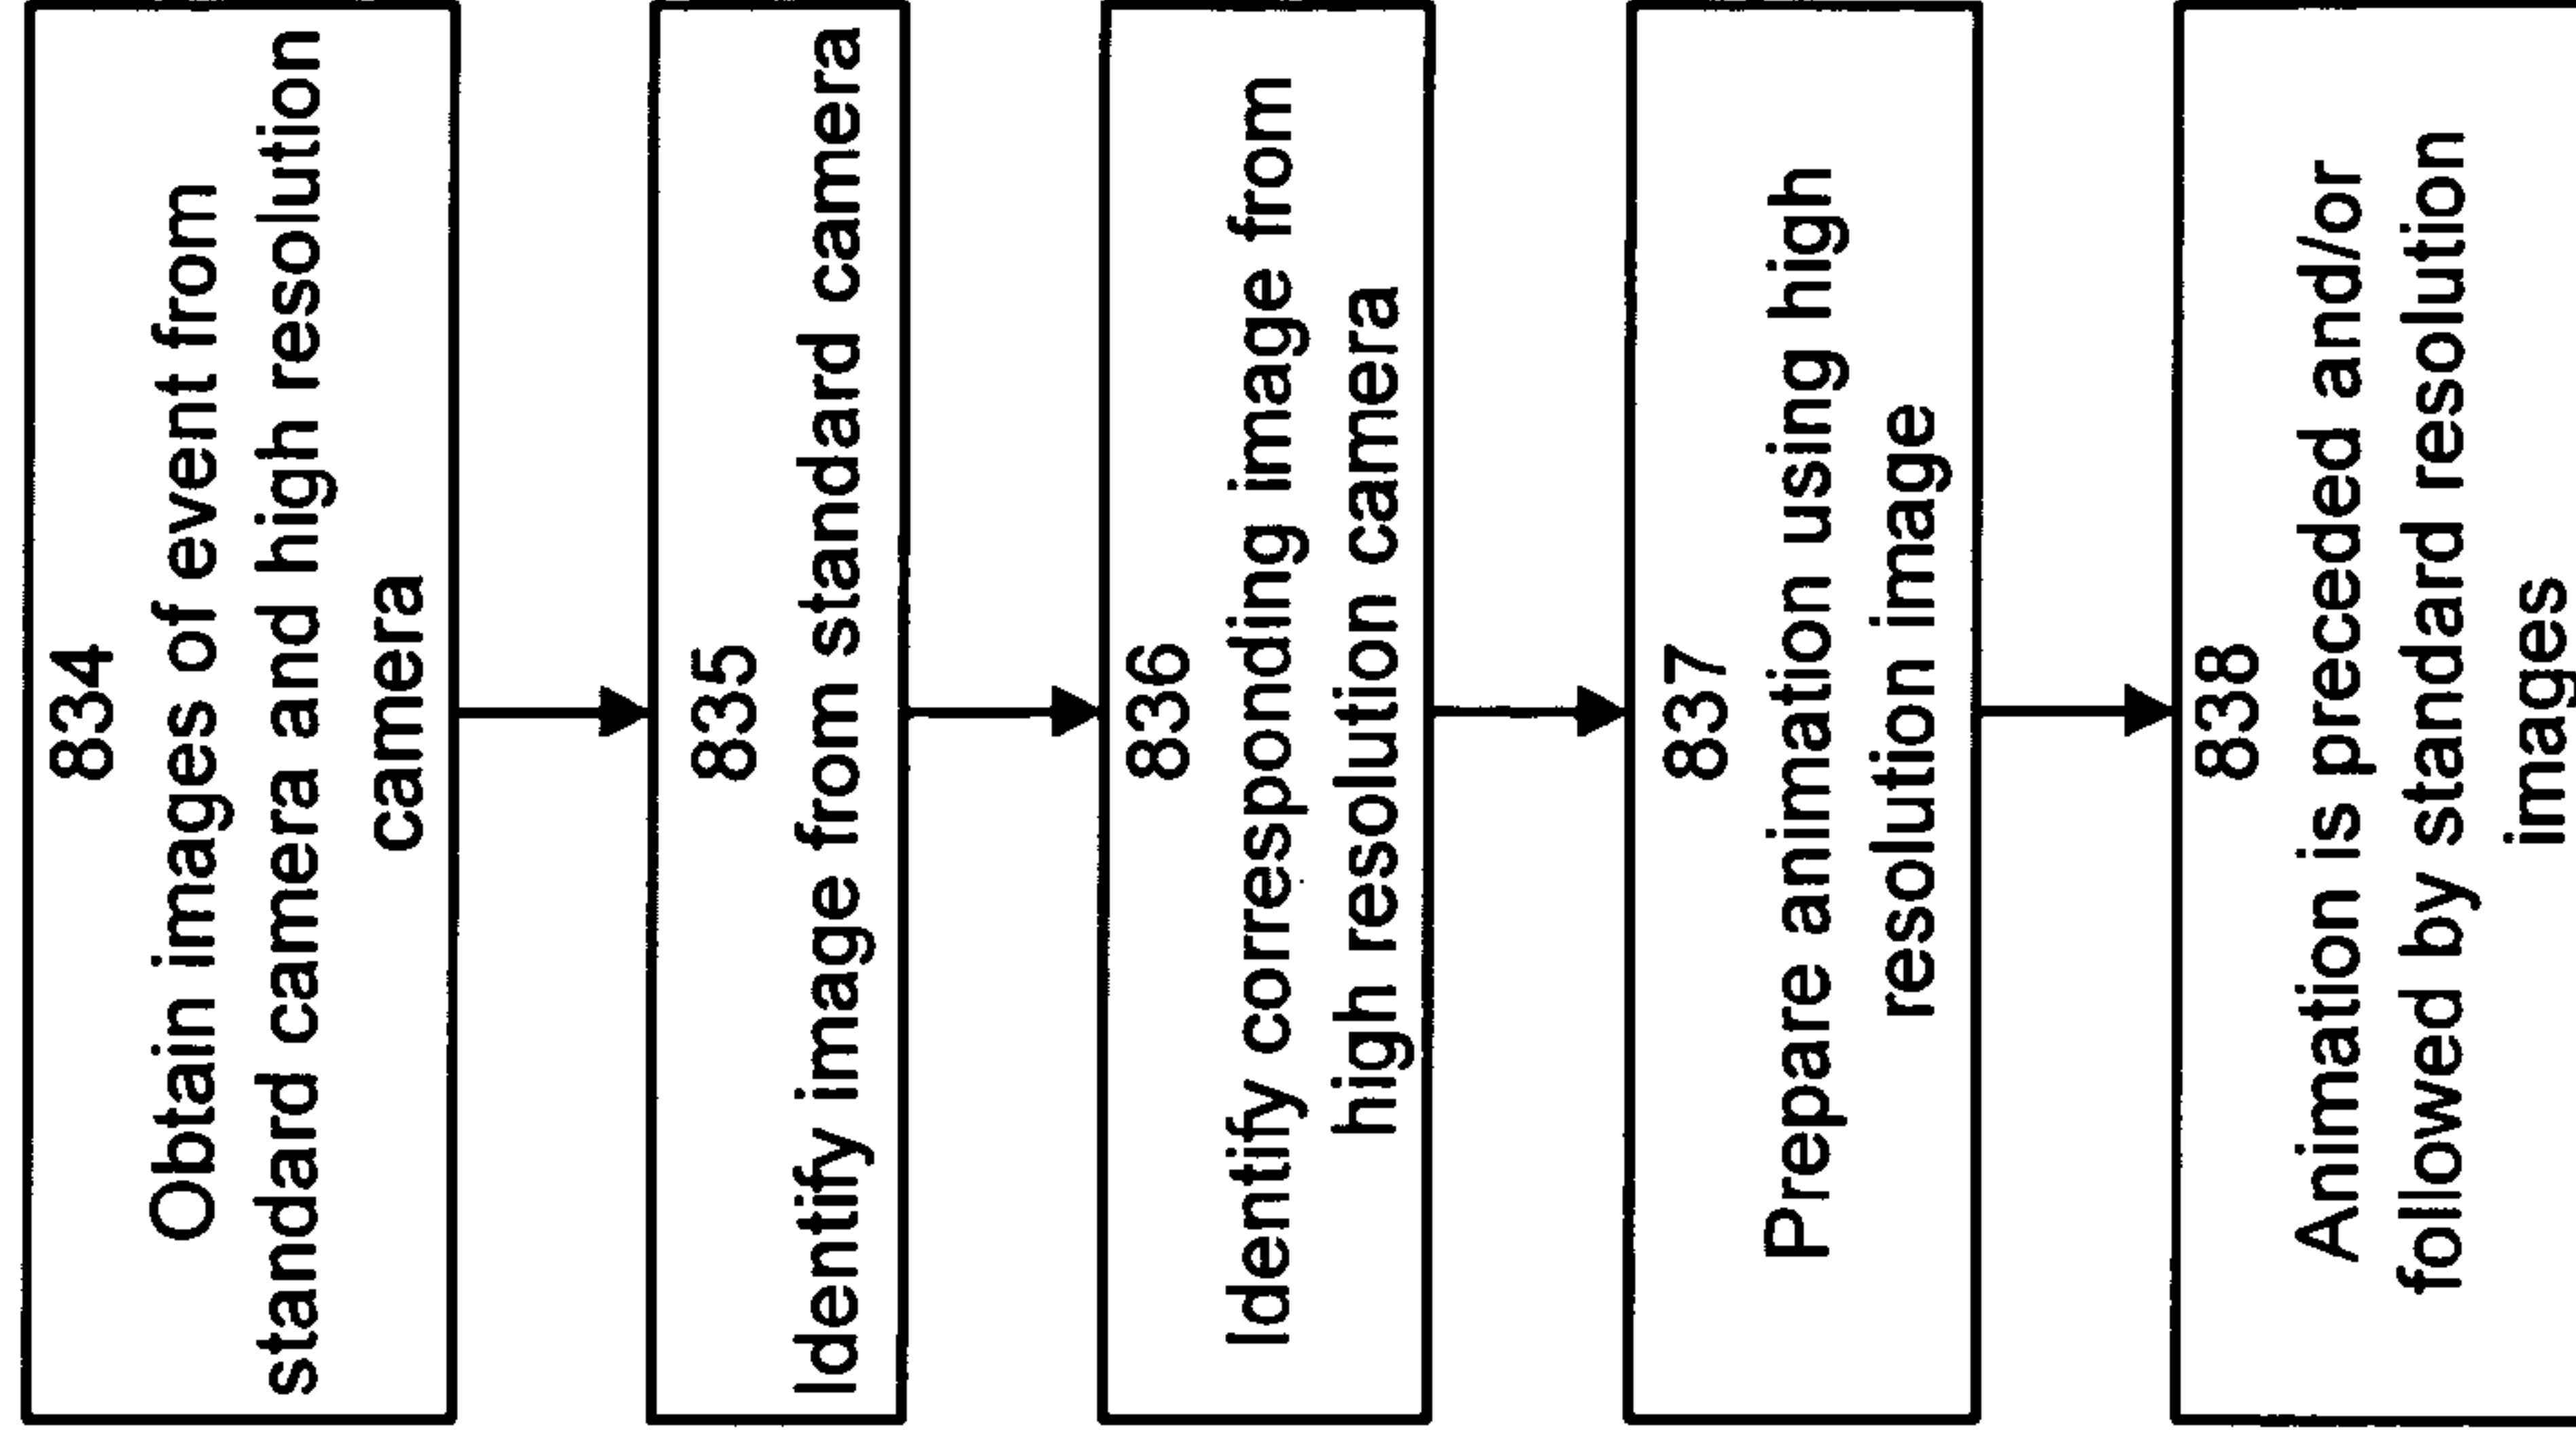 834
Obtain images of event from
standard camera and high resolution
camera
835
Identify image from standard camera
836
Identify corresponding image from
high resolution camera
837
Prepare animation using high
resolution image
838
Animation is preceded and/or
followed by standard resolution
images